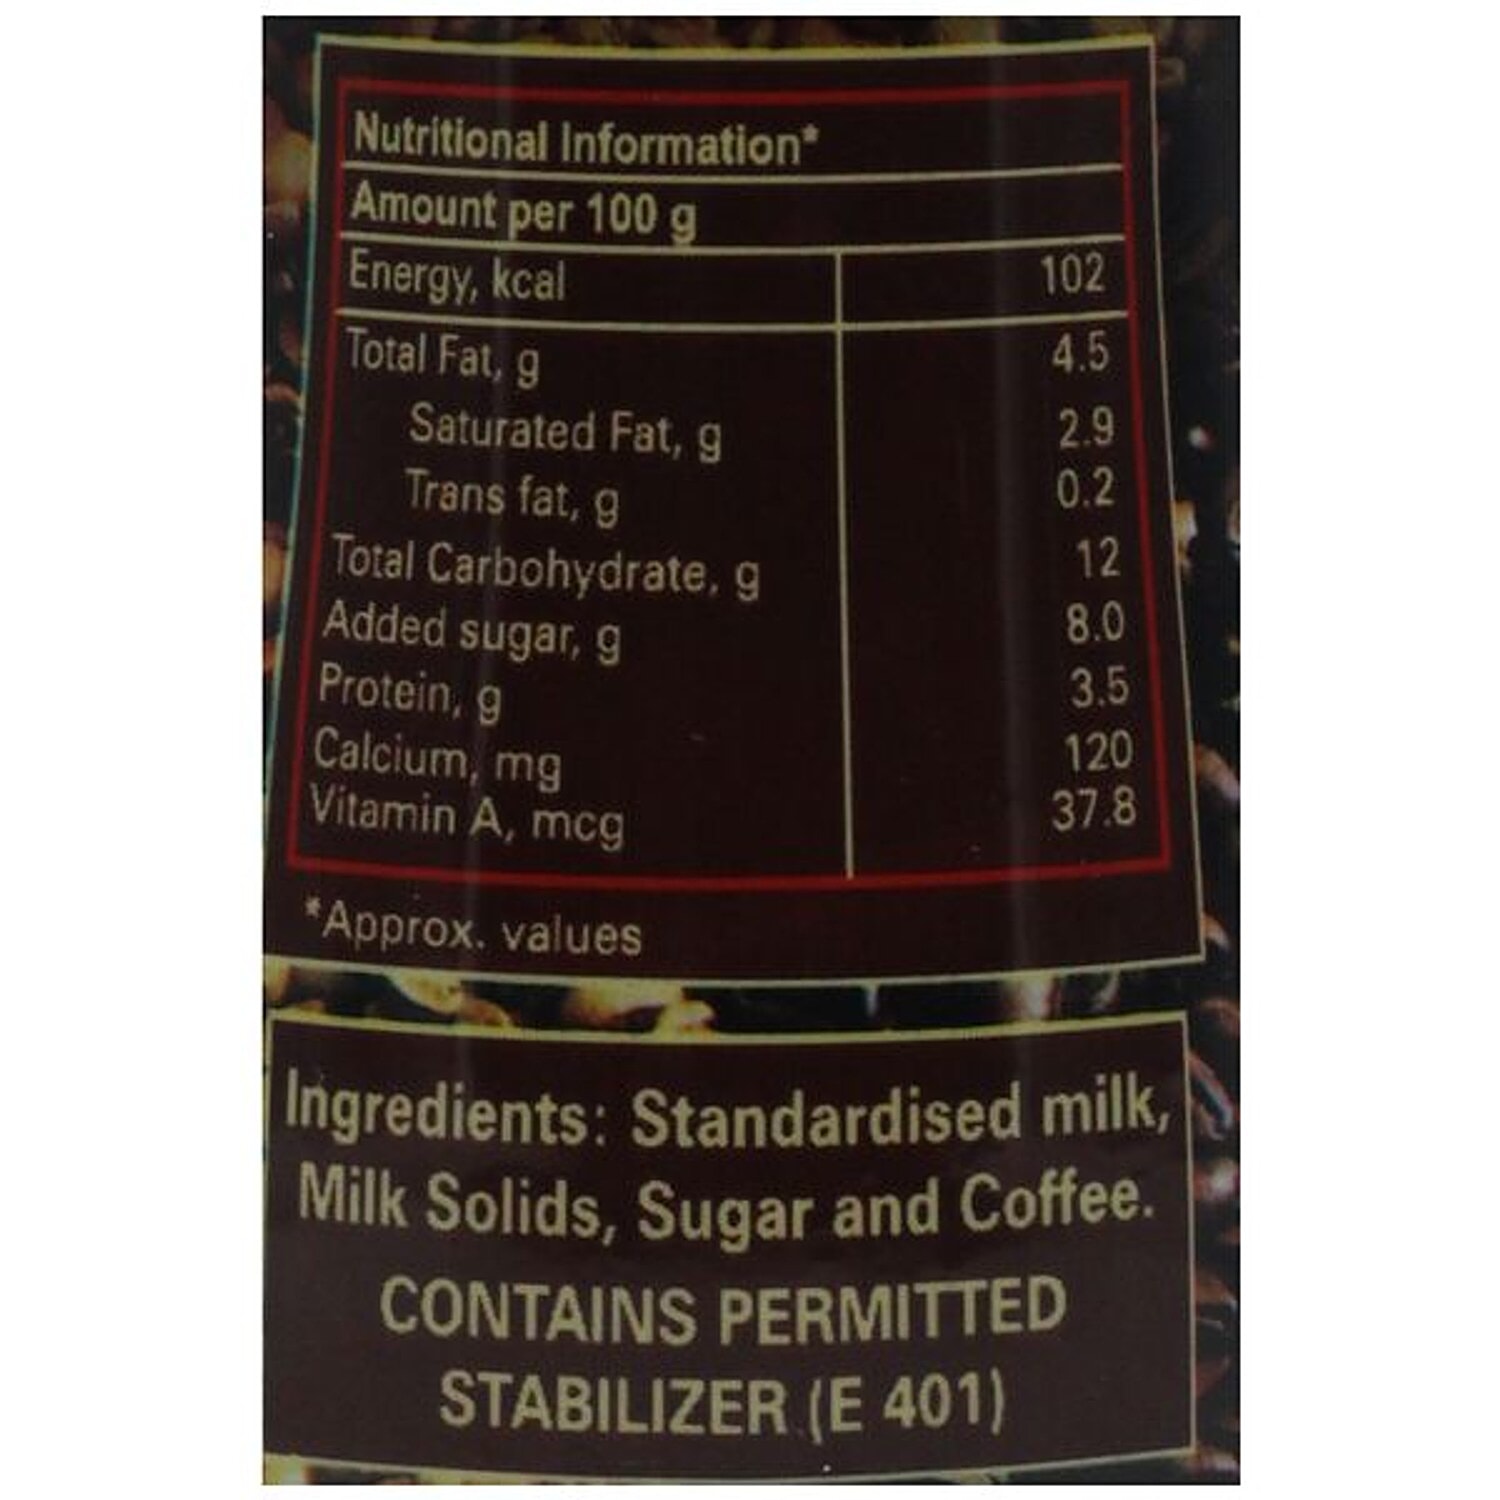 Nutritional Information*
Amount per 100 g
Energy, kcal 102
Total Fat, g 4.5
Saturated Fat, g 2.9
Trans fat, g 0.2
Total Carbohydrate, g 12
Added sugar, g 8.0
Protein, g 3.5
Calcium, mg 120
Vitamin A, mcg 37.8
*Approx. values
Ingredients: Standardised milk,
Milk Solids, Sugar and Coffee.
CONTAINS PERMITTED
STABILIZER (E 401)